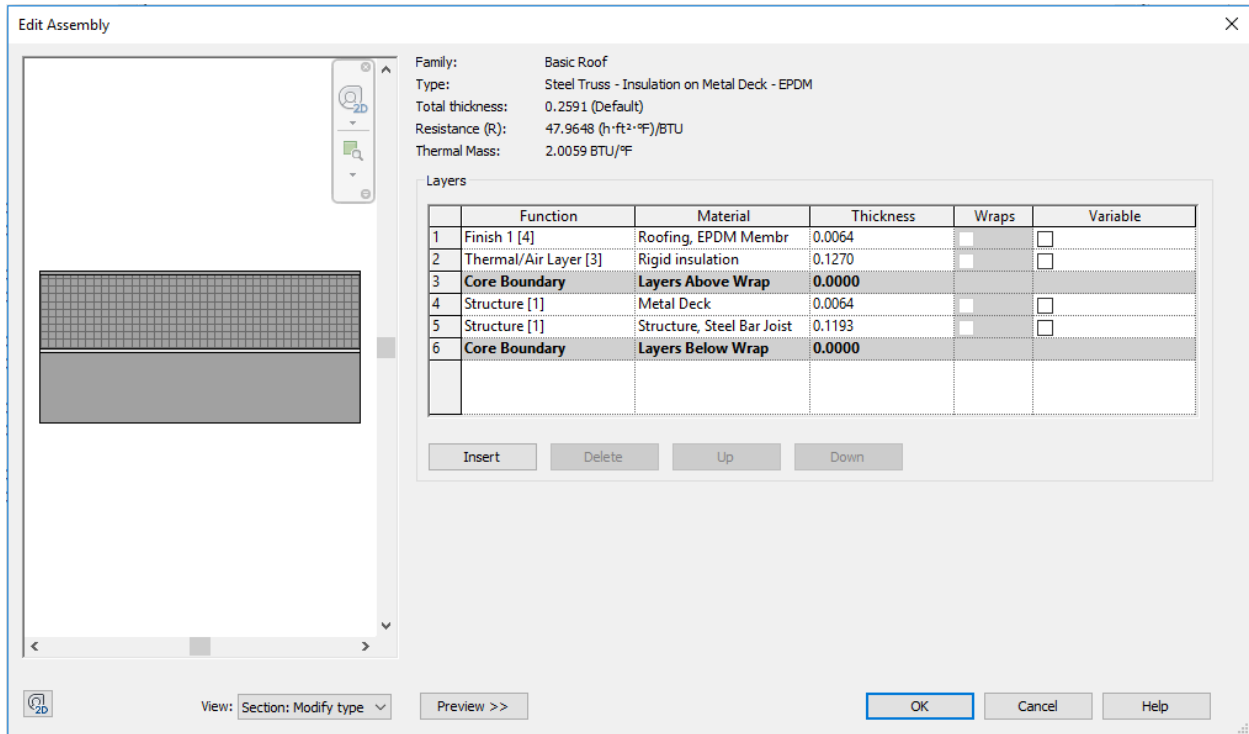 Edit Assembly
Family: Basic Roof
Type: Steel Truss - Insulation on Metal Deck - EPDM
Total thickness: 0.2591 (Default)
Resistance (R): 47.9648 (h·ft²·°F)/BTU
Thermal Mass: 2.0059 BTU/°F
Layers
Function Material Thickness Wraps Variable
1 Finish 1 [4] Roofing, EPDM Membr 0.0064
2 Thermal/Air Layer [3] Rigid insulation 0.1270
3 Core Boundary Layers Above Wrap 0.0000
4 Structure [1] Metal Deck 0.0064
5 Structure [1] Structure, Steel Bar Joist 0.1193
6 Core Boundary Layers Below Wrap 0.0000
Insert Delete Up Down
2D
2D View: Section: Modify type Preview >> OK Cancel Help